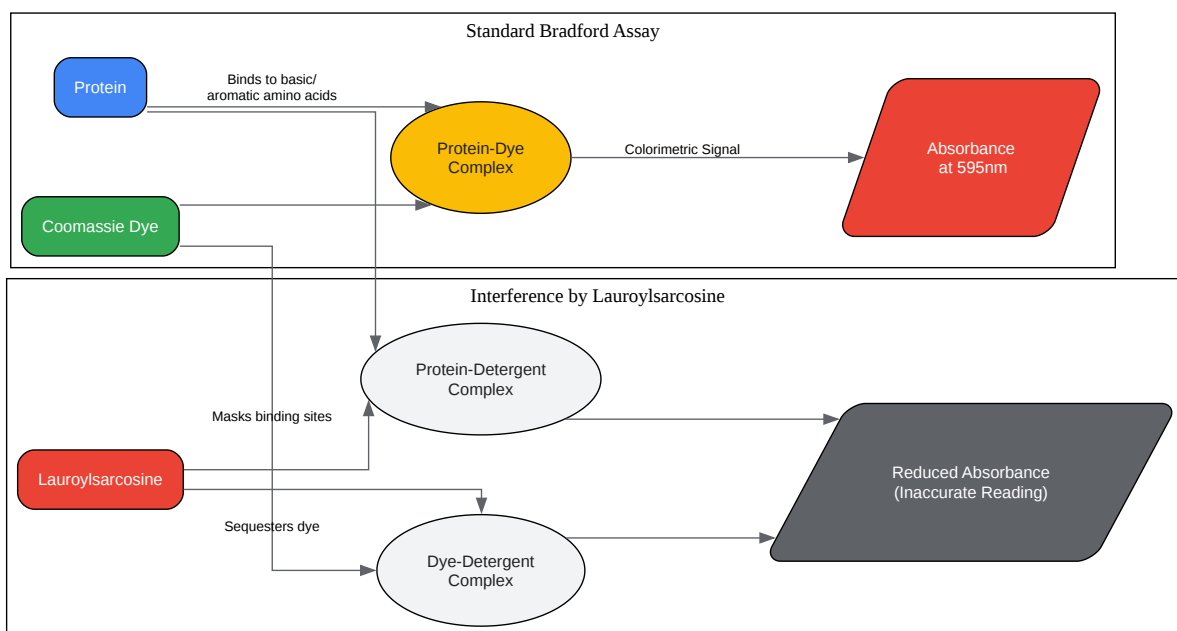 Standard Bradford Assay
Protein
Binds to basic/
aromatic amino acids
Protein-Dye
Complex
Colorimetric Signal
Absorbance
at 595nm
Coomassie Dye
Interference by Lauroylsarcosine
Protein-Detergent
Complex
Masks binding sites
Lauroylsarcosine
Reduced Absorbance
(Inaccurate Reading)
Sequesters dye
Dye-Detergent
Complex